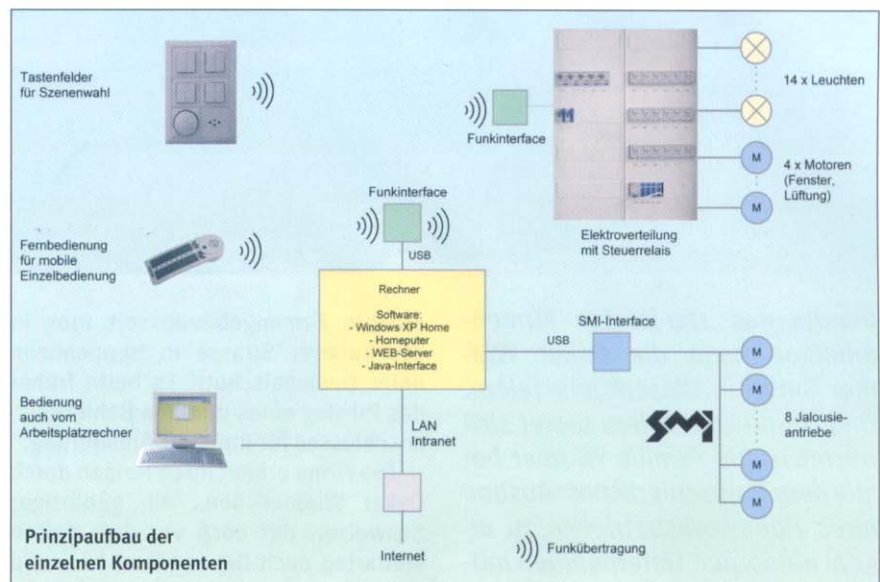 Tastenfelder
für Szenenwahl
Funkinterface
14 x Leuchten
M
4 x Motoren
(Fenster,
Lüftung)
M
Elektroverteilung
mit Steuerrelais
Funkinterface
USB
Fernbedienung
für mobile
Einzelbedienung
Rechner
Software:
- Windows XP Home
- Homeputer
- WEB-Server
- Java-Interface
SMI-Interface
USB
M
M
8 Jalousie-
antriebe
M
M
SMI
Bedienung
auch vom
Arbeitsplatzrechner
LAN
Intranet
Internet
Funkübertragung
Prinzipaufbau der
einzelnen Komponenten